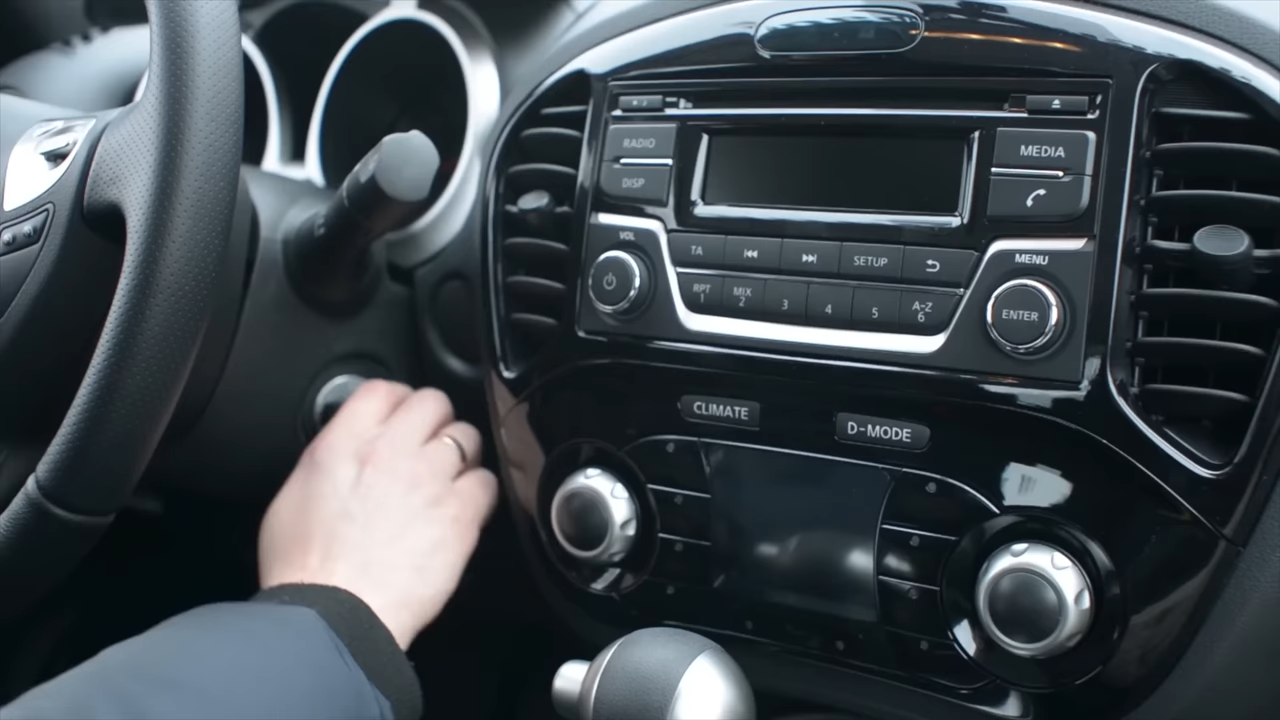 RADIO
MEDIA
DISP
VOL
TA
SETUP
MENU
RPT
1
MIX
2
3
4
5
A-Z
6
ENTER
CLIMATE
D-MODE